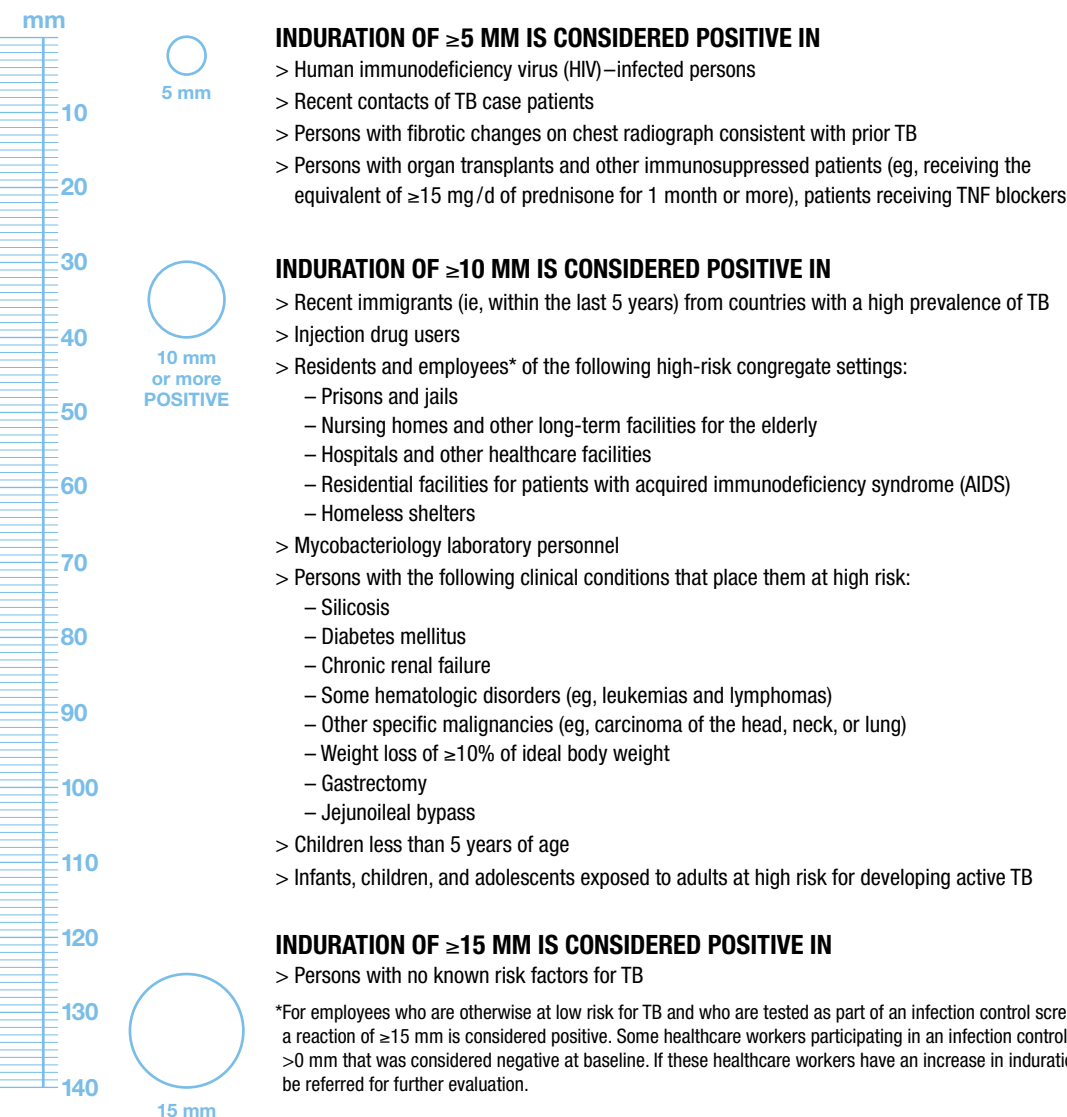 mm
10
20
30
40
50
60
70
80
90
100
110
120
130
140
5 mm
10 mm
or more
POSITIVE
15 mm
INDURATION OF ≥5 MM IS CONSIDERED POSITIVE IN
> Human immunodeficiency virus (HIV)–infected persons
> Recent contacts of TB case patients
> Persons with fibrotic changes on chest radiograph consistent with prior TB
> Persons with organ transplants and other immunosuppressed patients (eg, receiving the
equivalent of ≥15 mg/d of prednisone for 1 month or more), patients receiving TNF blockers
INDURATION OF ≥10 MM IS CONSIDERED POSITIVE IN
> Recent immigrants (ie, within the last 5 years) from countries with a high prevalence of TB
> Injection drug users
> Residents and employees* of the following high-risk congregate settings:
– Prisons and jails
– Nursing homes and other long-term facilities for the elderly
– Hospitals and other healthcare facilities
– Residential facilities for patients with acquired immunodeficiency syndrome (AIDS)
– Homeless shelters
> Mycobacteriology laboratory personnel
> Persons with the following clinical conditions that place them at high risk:
– Silicosis
– Diabetes mellitus
– Chronic renal failure
– Some hematologic disorders (eg, leukemias and lymphomas)
– Other specific malignancies (eg, carcinoma of the head, neck, or lung)
– Weight loss of ≥10% of ideal body weight
– Gastrectomy
– Jejunoileal bypass
> Children less than 5 years of age
> Infants, children, and adolescents exposed to adults at high risk for developing active TB
INDURATION OF ≥15 MM IS CONSIDERED POSITIVE IN
> Persons with no known risk factors for TB
*For employees who are otherwise at low risk for TB and who are tested as part of an infection control
a reaction of ≥15 mm is considered positive. Some healthcare workers participating in an infection control
>0 mm that was considered negative at baseline. If these healthcare workers have an increase in
be referred for further evaluation.